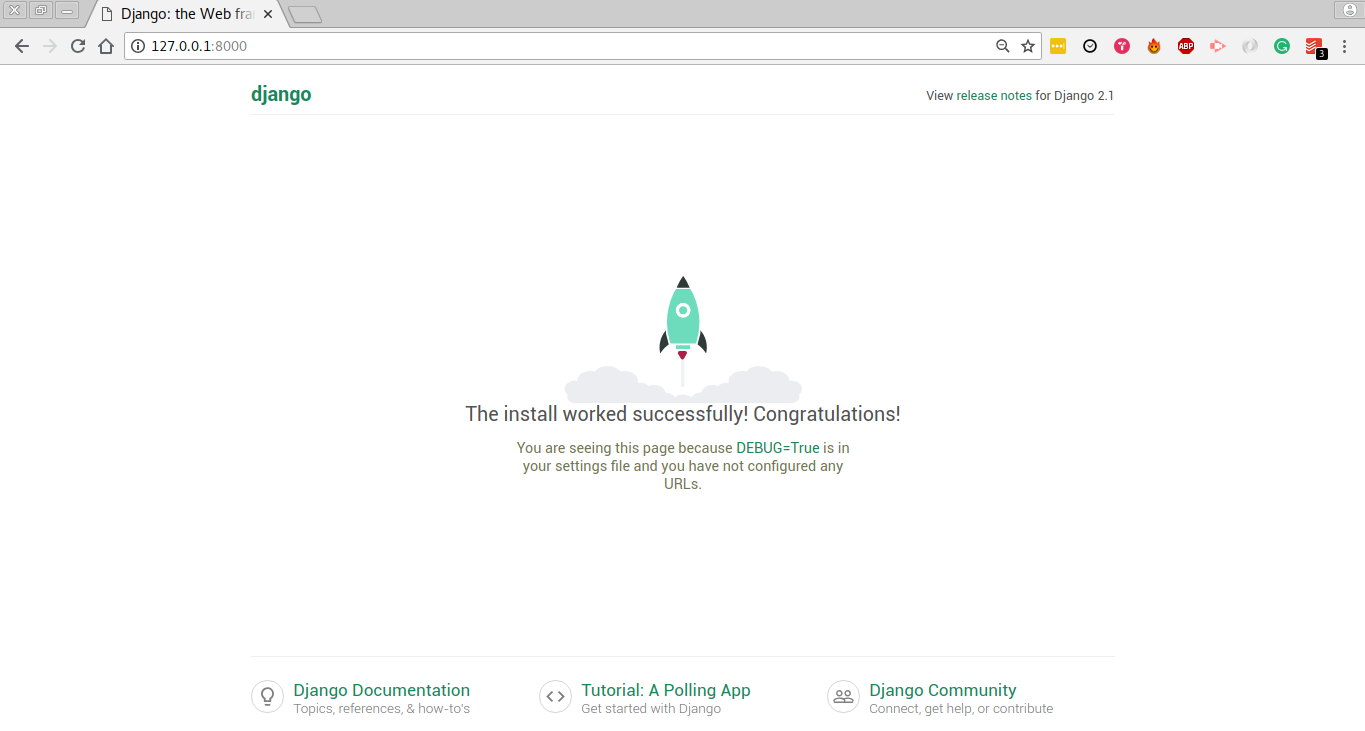 Django: the Web fra
127.0.0.1:8000
ABP
3
django
View release notes for Django 2.1
The install worked successfully! Congratulations!
You are seeing this page because DEBUG=True is in
your settings file and you have not configured any
URLs.
Django Documentation
Topics, references, & how-to's
Tutorial: A Polling App
Get started with Django
Django Community
Connect, get help, or contribute